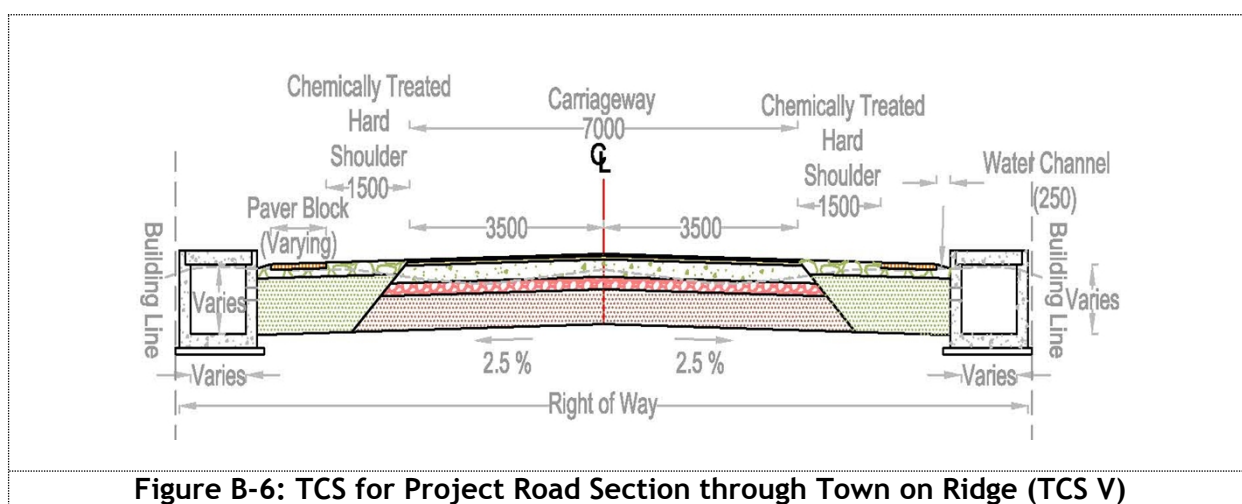 Chemically Treated
Hard
Shoulder
1500
Carriageway
7000
℄
Chemically Treated
Hard
Shoulder
1500
Water Channel
(250)
Paver Block
(Varying)
3500
3500
Building Line
Building Line
Varies
Varies
2.5 %
2.5 %
Varies
Varies
Right of Way
Figure B-6: TCS for Project Road Section through Town on Ridge (TCS V)